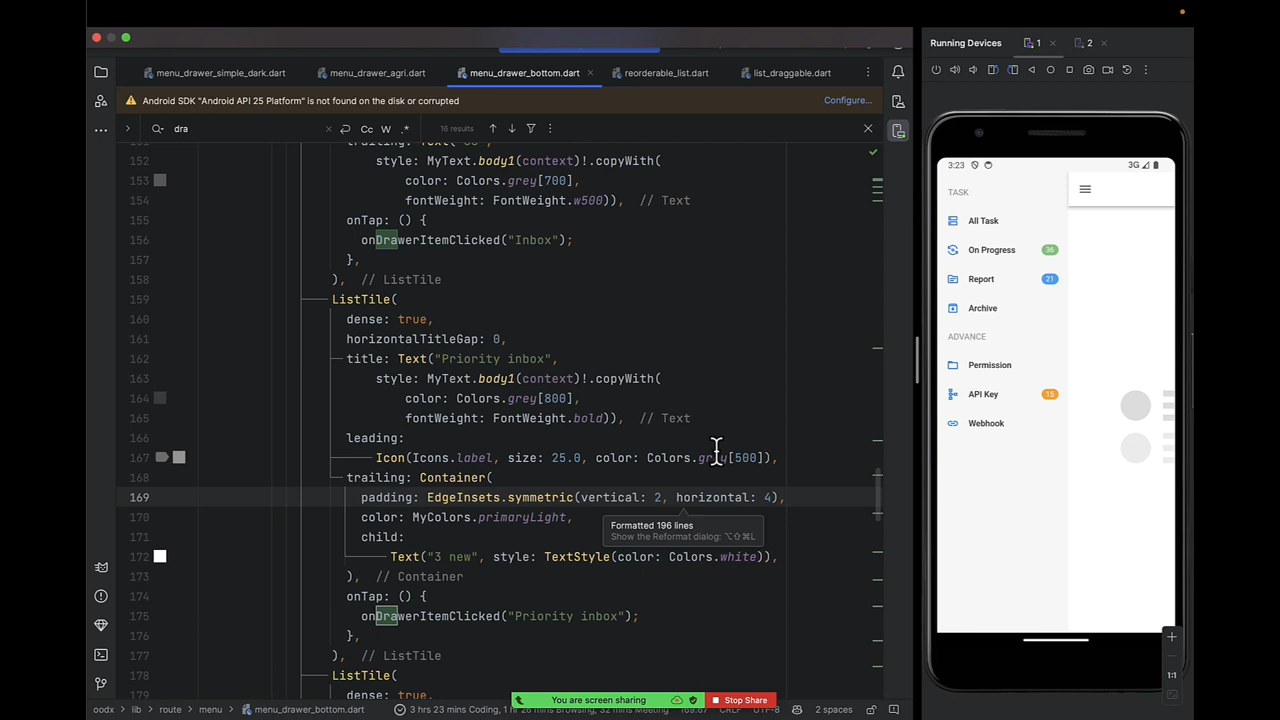 Running Devices
1
2
menu_drawer_simple_dark.dart
menu_drawer_agri.dart
menu_drawer_bottom.dart
reorderable_list.dart
list_draggable.dart
Android SDK "Android API 25 Platform" is not found on the disk or corrupted
Configure...
dra
Cc
W
.*
16 results
152
style: MyText.body1(context)!.copyWith(
153
color: Colors.grey[700],
154
fontWeight: FontWeight.w500)), // Text
155
onTap: () {
156
onDrawerItemClicked("Inbox");
157
},
158
), // ListTile
159
ListTile(
160
dense: true,
161
horizontalTitleGap: 0,
162
title: Text("Priority inbox",
163
style: MyText.body1(context)!.copyWith(
164
color: Colors.grey[800],
165
fontWeight: FontWeight.bold)), // Text
166
leading:
167
Icon(Icons.label, size: 25.0, color: Colors.grey[500]),
168
trailing: Container(
169
padding: EdgeInsets.symmetric(vertical: 2, horizontal: 4),
170
color: MyColors.primaryLight,
171
child:
172
Text("3 new", style: TextStyle(color: Colors.white)),
173
), // Container
174
onTap: () {
175
onDrawerItemClicked("Priority inbox");
176
},
177
), // ListTile
178
ListTile(
179
dense: true,
Formatted 196 lines
Show the Reformat dialog: ⌥⇧⌘L
3:23
3G
TASK
All Task
On Progress
36
Report
21
Archive
ADVANCE
Permission
API Key
15
Webhook
1:1
You are screen sharing
Stop Share
oodx
lib
route
menu
menu_drawer_bottom.dart
2 spaces